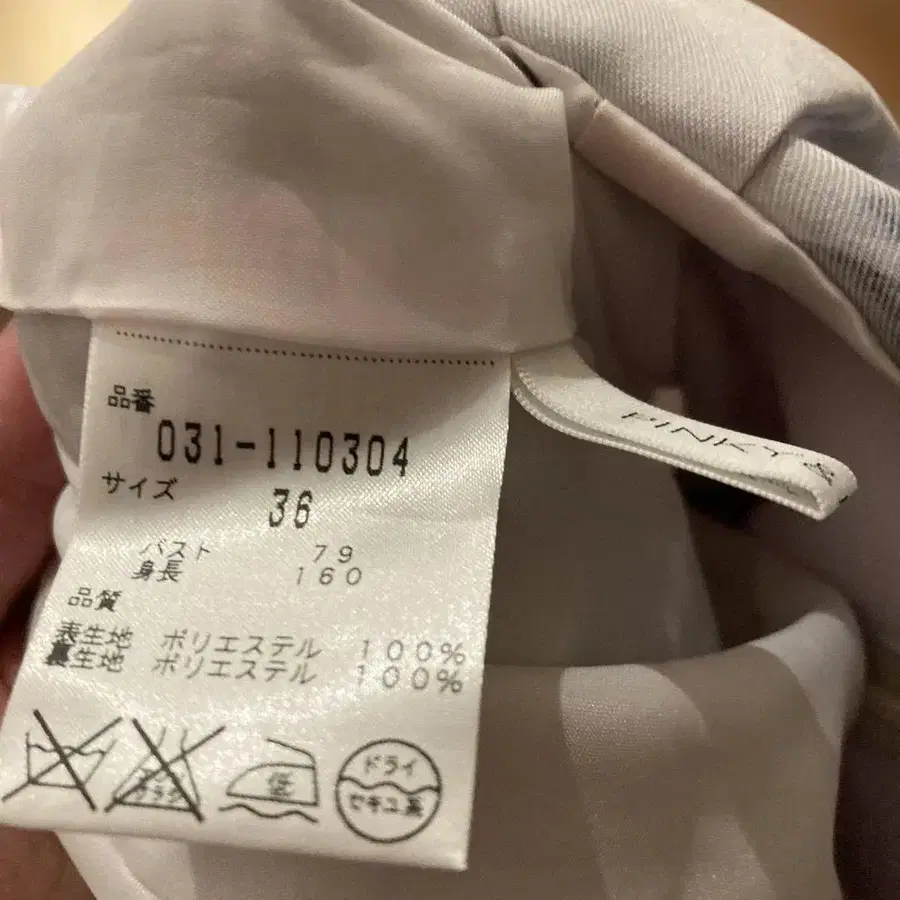 品番
031-110304
サイズ
36
バスト 79
身長 160
品質
表生地 ポリエステル 100%
裏生地 ポリエステル 100%
低
ドライ
セキユ系
PINKY &